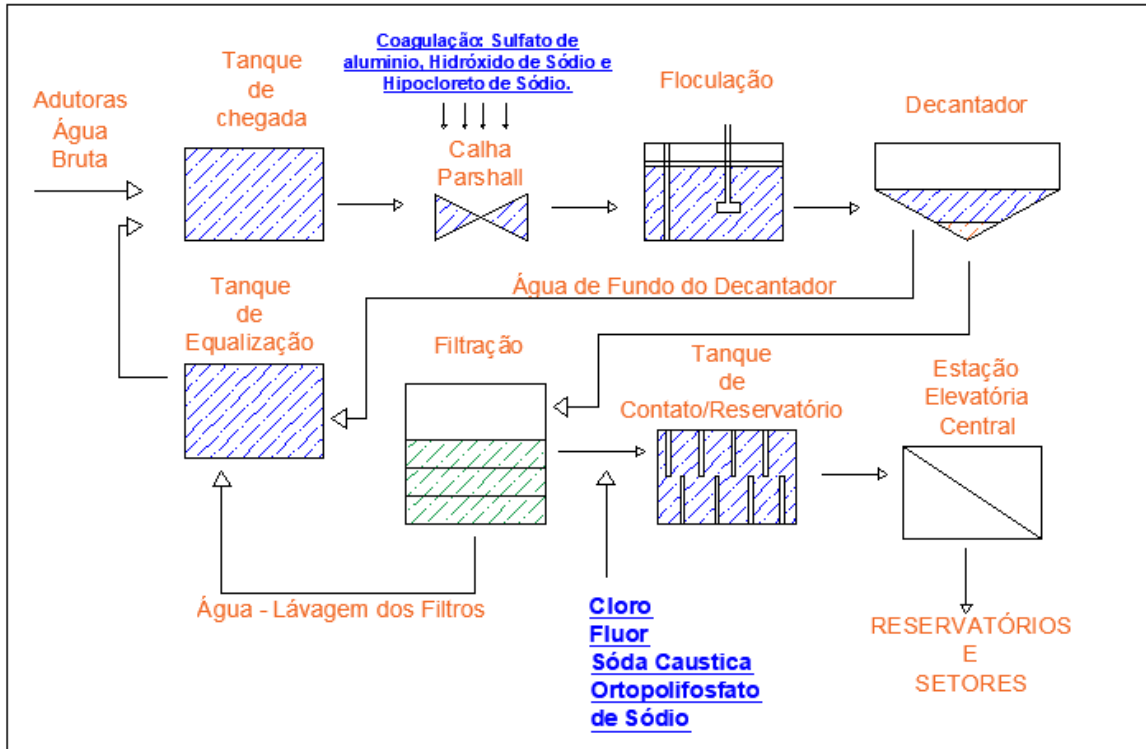 Coagulação: Sulfato de
aluminio, Hidróxido de Sódio e
Hipocloreto de Sódio.
Tanque
de
chegada
Floculação
Decantador
Adutoras
Água
Bruta
Calha
Parshall
Tanque
de
Equalização
Água de Fundo do Decantador
Filtração
Tanque
de
Contato/Reservatório
Estação
Elevatória
Central
Água - Lávagem dos Filtros
Cloro
Fluor
Sóda Caustica
Ortopolifosfato
de Sódio
RESERVATÓRIOS
E
SETORES